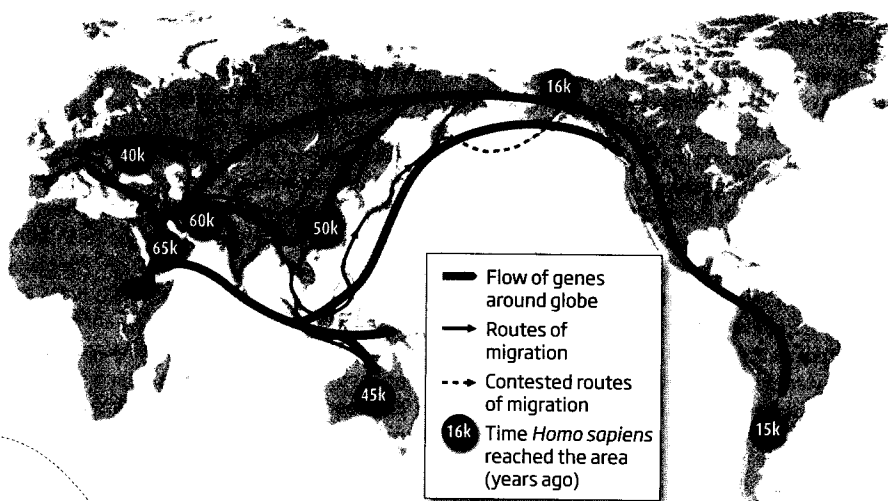 16k
40k
60k
50k
65k
45k
15k
Flow of genes
around globe
Routes of
migration
Contested routes
of migration
16k
Time Homo sapiens
reached the area
(years ago)